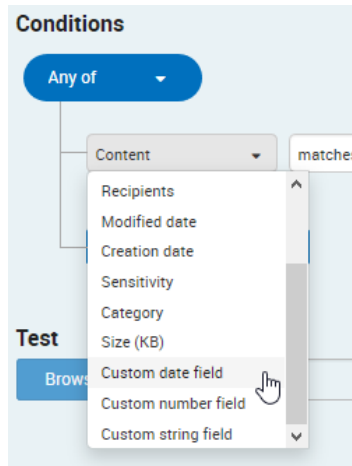 Conditions
Any of
Content
matches
Recipients
Modified date
Creation date
Sensitivity
Category
Size (KB)
Test
Custom date field
Brows
Custom number field
Custom string field